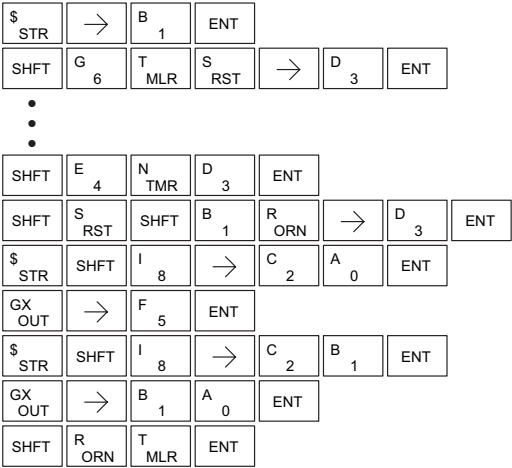 $ STR → B 1 ENT
SHFT G 6 T MLR S RST → D 3 ENT
SHFT E 4 N TMR D 3 ENT
SHFT S RST SHFT B 1 R ORN → D 3 ENT
$ STR SHFT I 8 → C 2 A 0 ENT
GX OUT → F 5 ENT
$ STR SHFT I 8 → C 2 B 1 ENT
GX OUT → B 1 A 0 ENT
SHFT R ORN T MLR ENT